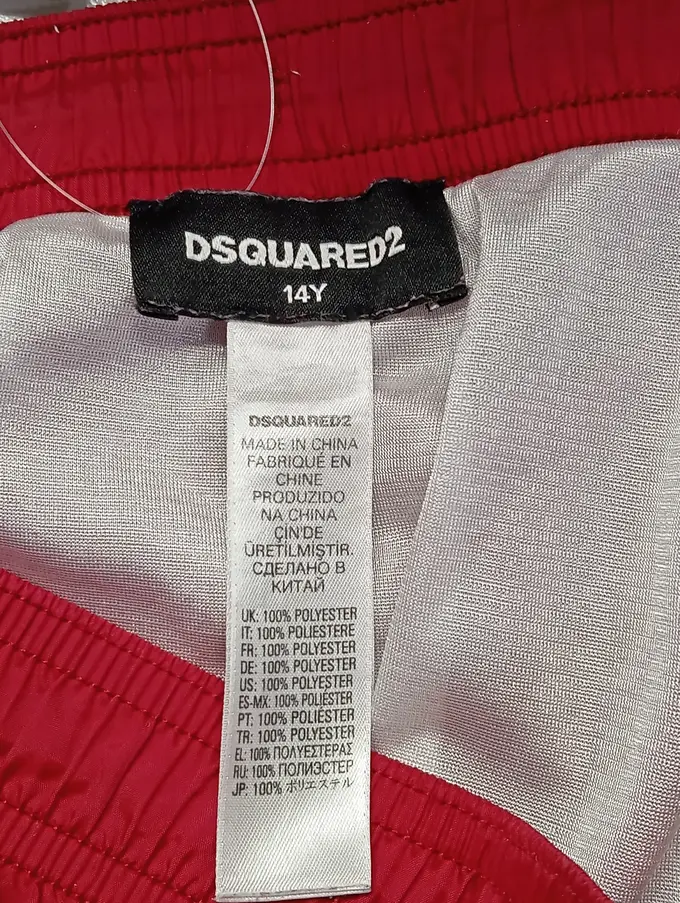 DSQUARED2
14Y
DSQUARED2
MADE IN CHINA
FABRIQUÉ EN
CHINE
PRODUZIDO
NA CHINA
ÇİN'DE
ÜRETİLMİŞTİR.
СДЕЛАНО В
КИТАЙ
UK: 100% POLYESTER
IT: 100% POLIESTERE
FR: 100% POLYESTER
DE: 100% POLYESTER
US: 100% POLYESTER
ES-MX: 100% POLIÉSTER
PT: 100% POLIÉSTER
TR: 100% POLYESTER
EL: 100% ΠΟΛΥΕΣΤΕΡΑΣ
RU: 100% ПОЛИЭСТЕР
JP: 100% ポリエステル